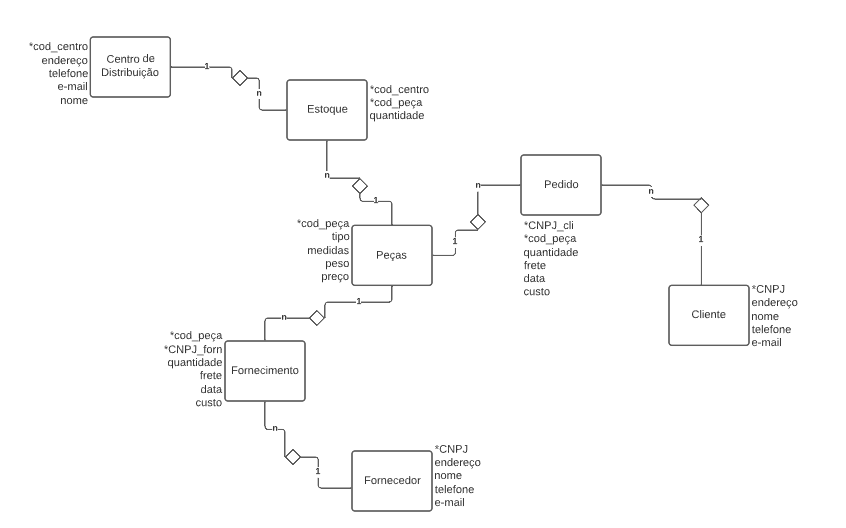 *cod_centro
endereço
telefone
e-mail
nome
Centro de
Distribuição
1
n
Estoque
*cod_centro
*cod_peça
quantidade
n
1
*cod_peça
tipo
medidas
peso
preço
Peças
1
n
Pedido
*CNPJ_cli
*cod_peça
quantidade
frete
data
custo
n
1
Cliente
*CNPJ
endereço
nome
telefone
e-mail
1
n
*cod_peça
*CNPJ_forn
quantidade
frete
data
custo
Fornecimento
n
1
Fornecedor
*CNPJ
endereço
nome
telefone
e-mail